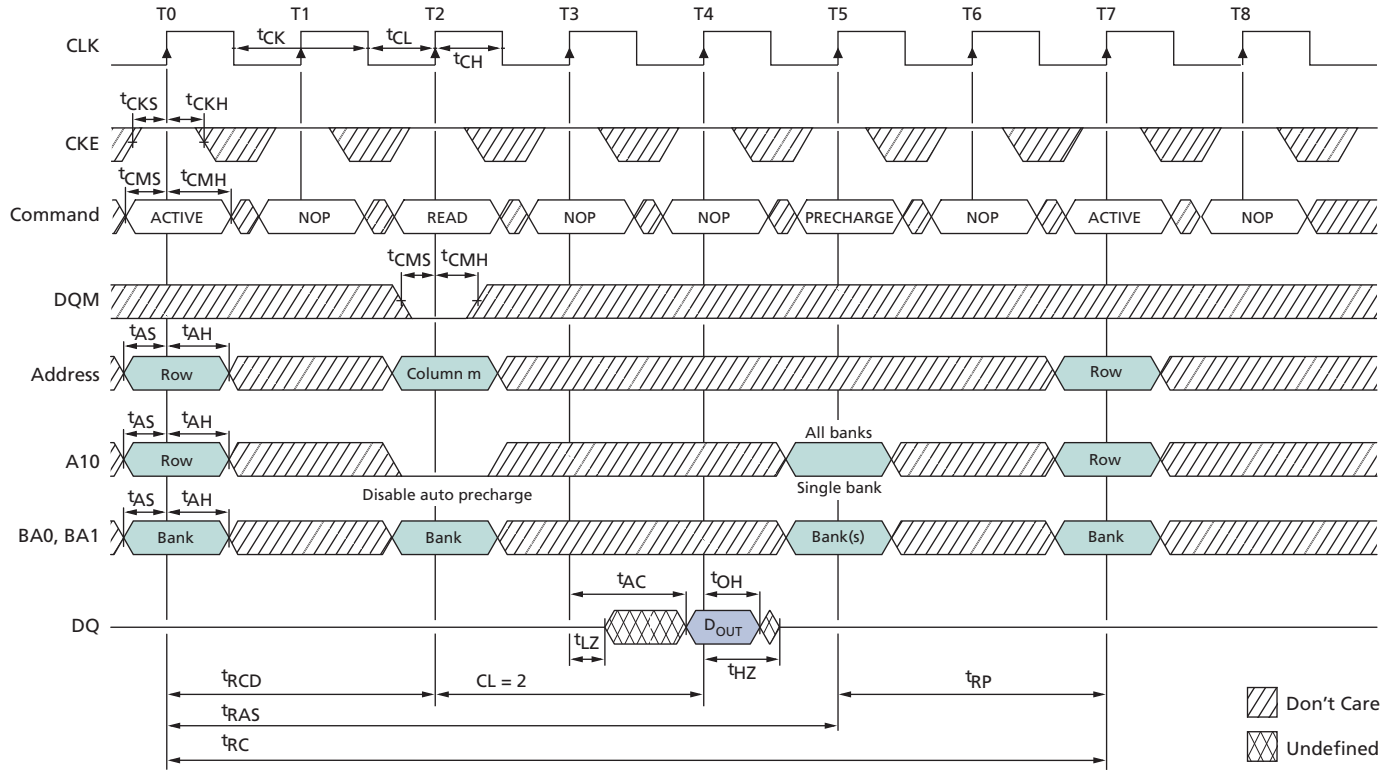 T0 T1 T2 T3 T4 T5 T6 T7 T8
CLK
tCK tCL
tCH
tCKS tCKH
CKE
tCMS tCMH
Command ACTIVE NOP READ NOP NOP PRECHARGE NOP ACTIVE NOP
tCMS tCMH
DQM
tAS tAH
Address Row Column m Row
tAS tAH
All banks
A10 Row Row
Disable auto precharge Single bank
tAS tAH
BA0, BA1 Bank Bank Bank(s) Bank
tAC tOH
DQ DOUT
tLZ
tHZ
tRCD CL = 2 tRP
tRAS
tRC
Don't Care
Undefined